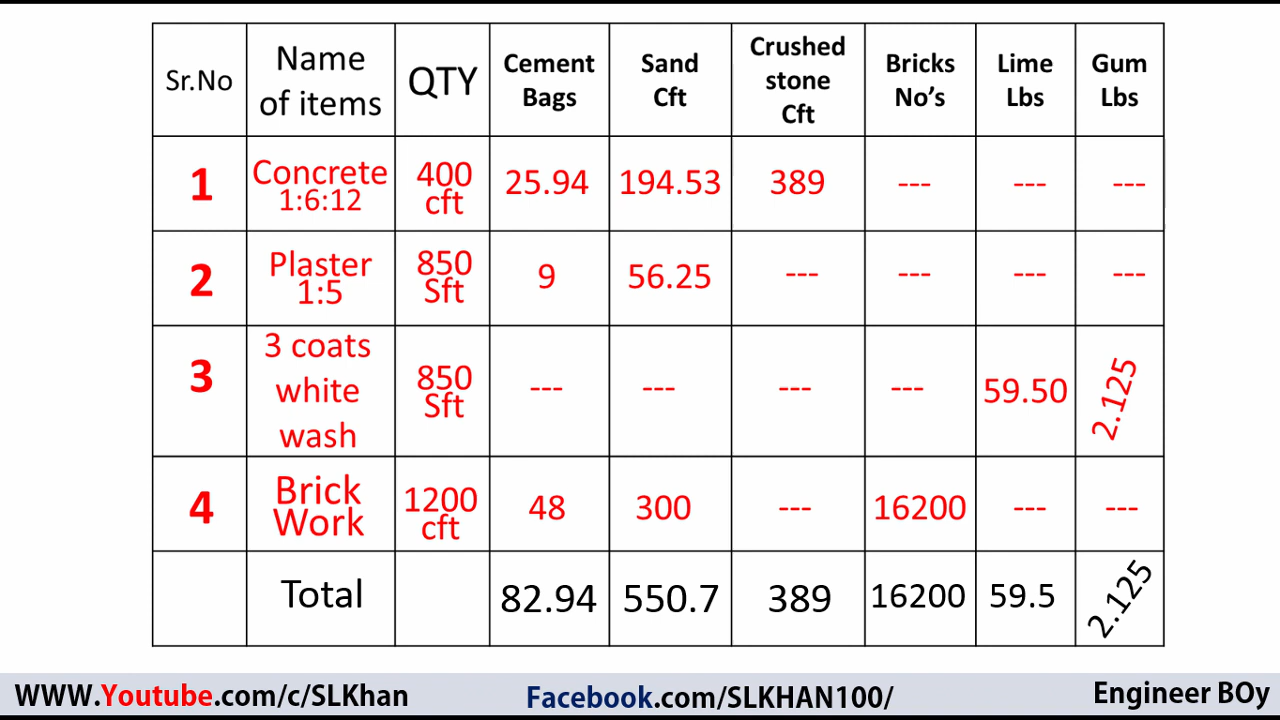 Sr.No Name of items QTY Cement Bags Sand Cft Crushed stone Cft Bricks No's Lime Lbs Gum Lbs
1 Concrete 1:6:12 400 cft 25.94 194.53 389 --- --- ---
2 Plaster 1:5 850 Sft 9 56.25 --- --- --- ---
3 3 coats white wash 850 Sft --- --- --- --- 59.50 2.125
4 Brick Work 1200 cft 48 300 --- 16200 --- ---
Total 82.94 550.7 389 16200 59.5 2.125
WWW.Youtube.com/c/SLKhan Facebook.com/SLKHAN100/ Engineer BOy